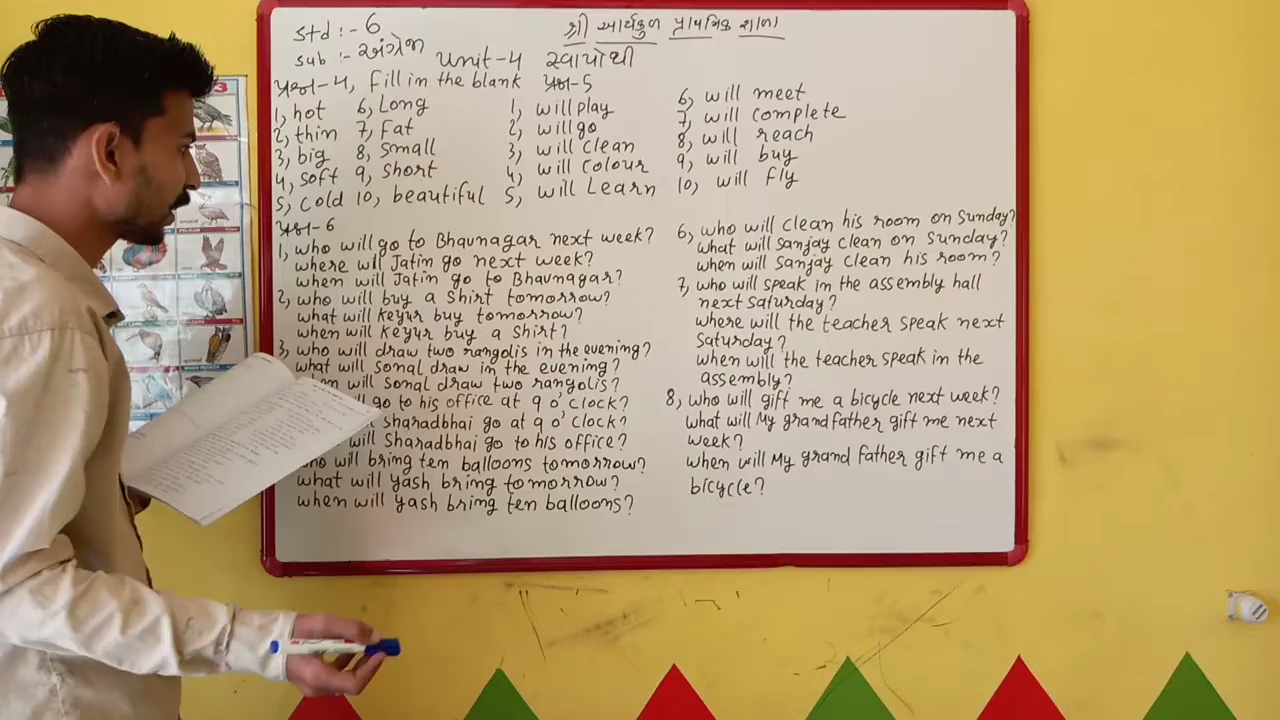 Std :- 6
શ્રી આર્યકુળ પ્રાથમિક શાળા
Sub :- અંગ્રેજી
Unit-4 સ્વાધ્યોથી
પ્રશ્ન-4, Fill in the blank પ્રશ્ન-5
1, hot 6, Long
2, thin 7, Fat
3, big 8, Small
4, soft 9, short
5, cold 10, beautiful
1, will play
2, will go
3, will clean
4, will colour
5, will Learn
6, will meet
7, will complete
8, will reach
9, will buy
10, will fly
પ્રશ્ન-6
1, who will go to Bhavnagar next week?
where will Jatin go next week?
when will Jatin go to Bhavnagar?
2, who will buy a shirt tomorrow?
what will keyur buy tomorrow?
when will keyur buy a shirt?
3, who will draw two rangolis in the evening?
what will sonal draw in the evening?
will sonal draw two rangolis?
go to his office at 9 o'clock?
sharadbhai go at 9 o'clock?
will sharadbhai go to his office?
who will bring ten balloons tomorrow?
what will yash bring tomorrow?
when will yash bring ten balloons?
6, who will clean his room on Sunday?
what will Sanjay clean on Sunday?
when will Sanjay clean his room?
7, who will speak in the assembly hall
next Saturday?
where will the teacher speak next
Saturday?
when will the teacher speak in the
assembly?
8, who will gift me a bicycle next week?
what will My grandfather gift me next
week?
when will My grand father gift me a
bicycle?